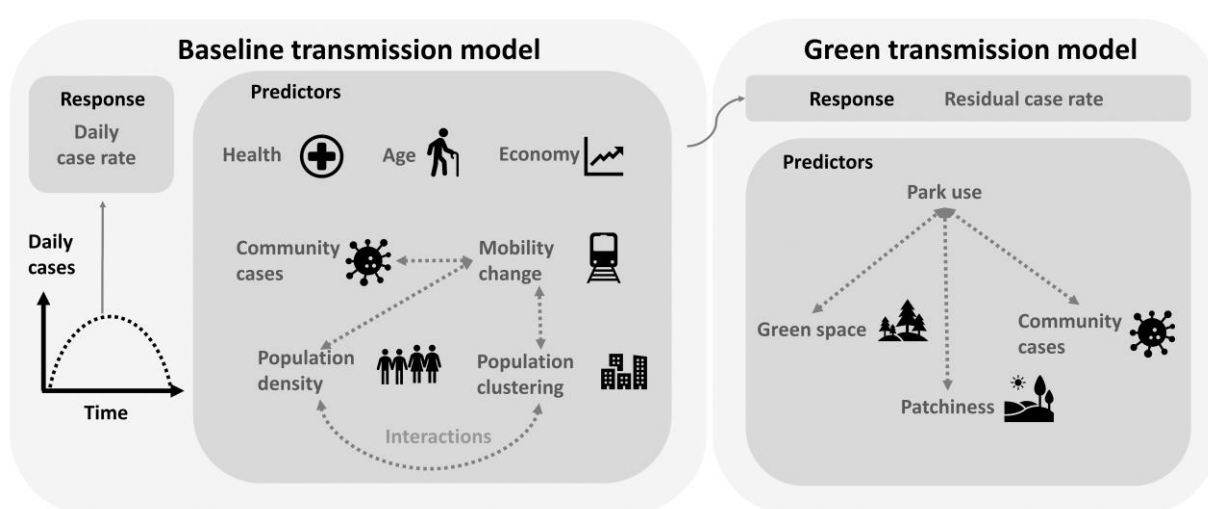 Baseline transmission model
Response
Daily
case rate
Daily
cases
Time
Predictors
Health
Age
Economy
Community
cases
Mobility
change
Population
density
Population
clustering
Interactions
Green transmission model
Response Residual case rate
Predictors
Park use
Green space
Community
cases
Patchiness